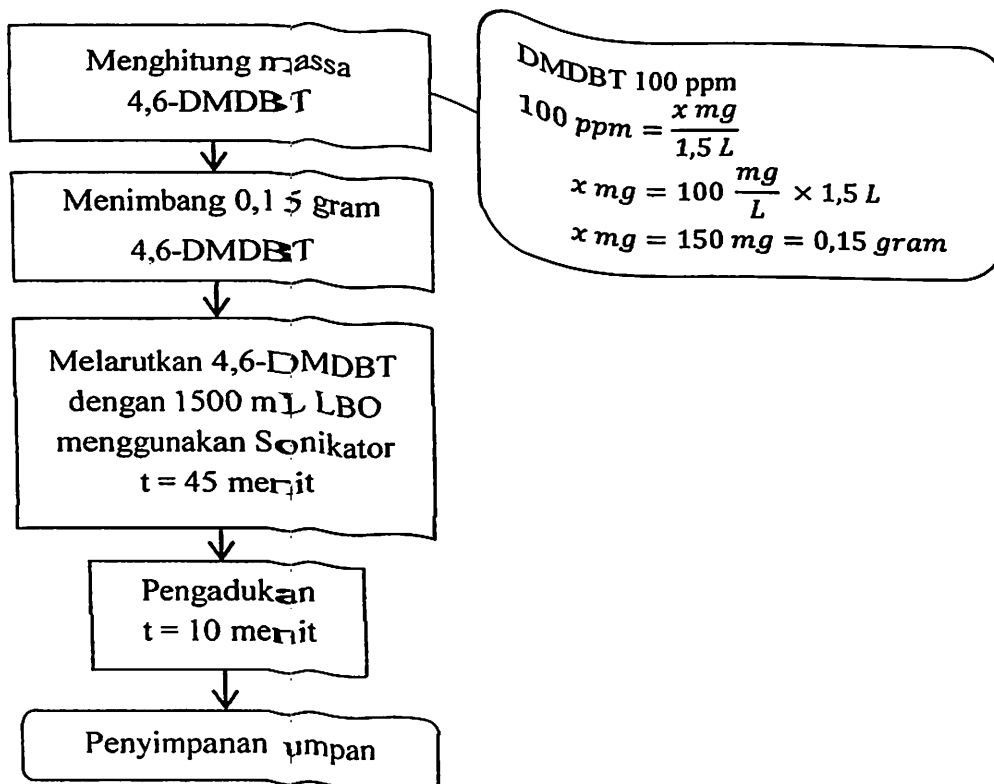 Menghitung massa
4,6-DMDBT
DMDBT 100 ppm
100 ppm = x mg / 1,5 L
x mg = 100 mg/L × 1,5 L
x mg = 150 mg = 0,15 gram
Menimbang 0,15 gram
4,6-DMDBT
Melarutkan 4,6-DMDBT
dengan 1500 mL LBO
menggunakan Sonikator
t = 45 menit
Pengadukan
t = 10 menit
Penyimpanan umpan